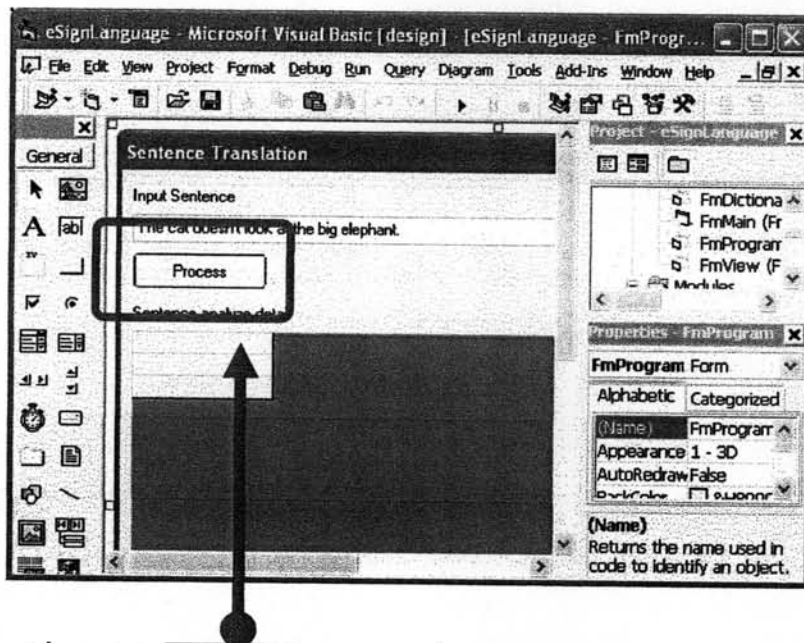 eSignLanguage - Microsoft Visual Basic [design] - [eSignLanguage - FmProgr...
File Edit View Project Format Debug Run Query Diagram Tools Add-Ins Window Help
General
Sentence Translation
Input Sentence
The cat doesn't look at the big elephant.
Process
Sentence analyze
Project - eSignLanguage
FmDictiona
FmMain (Fr
FmProgram
FmView (F
Modules
Properties - FmProgram
FmProgram Form
Alphabetic Categorized
(Name) FmProgram
Appearance 1 - 3D
AutoRedraw False
BackColor
(Name)
Returns the name used in
code to identify an object.